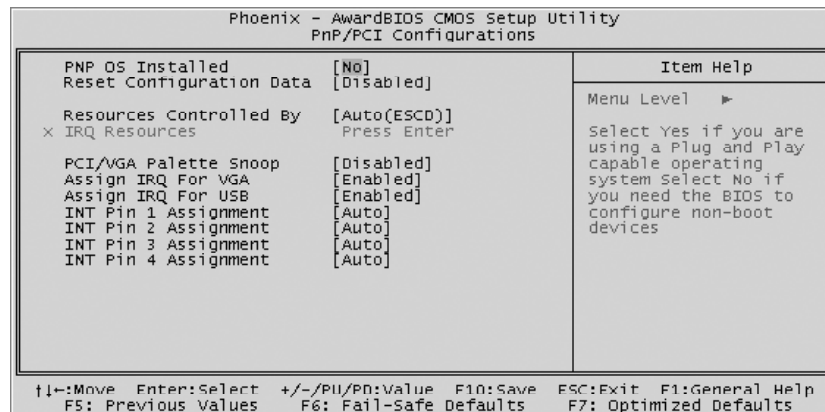 Phoenix - AwardBIOS CMOS Setup Utility
PnP/PCI Configurations
PNP OS Installed [No]
Reset Configuration Data [Disabled]
Resources Controlled By [Auto(ESCD)]
x IRQ Resources Press Enter
PCI/VGA Palette Snoop [Disabled]
Assign IRQ For VGA [Enabled]
Assign IRQ For USB [Enabled]
INT Pin 1 Assignment [Auto]
INT Pin 2 Assignment [Auto]
INT Pin 3 Assignment [Auto]
INT Pin 4 Assignment [Auto]
Item Help
Menu Level ►
Select Yes if you are
using a Plug and Play
capable operating
system Select No if
you need the BIOS to
configure non-boot
devices
↑↓←:Move Enter:Select +/-/PU/PD:Value F10:Save ESC:Exit F1:General Help
F5: Previous Values F6: Fail-Safe Defaults F7: Optimized Defaults